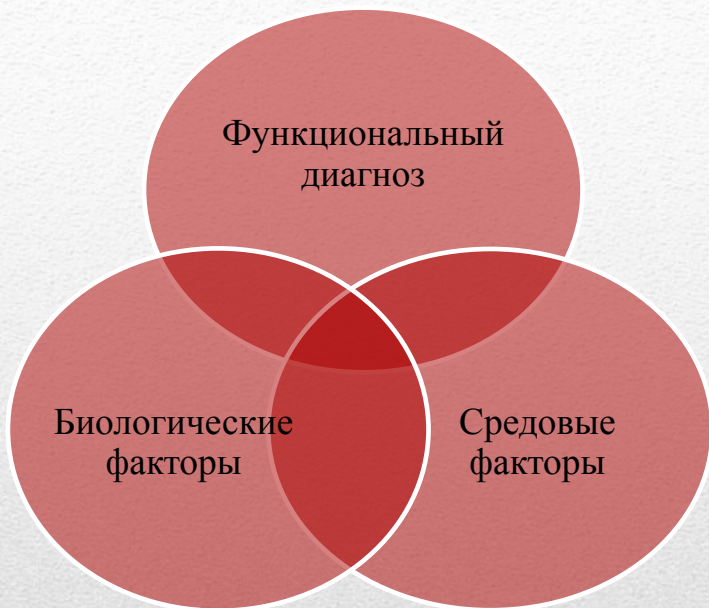 Функциональный
диагноз
Биологические
факторы
Средовые
факторы